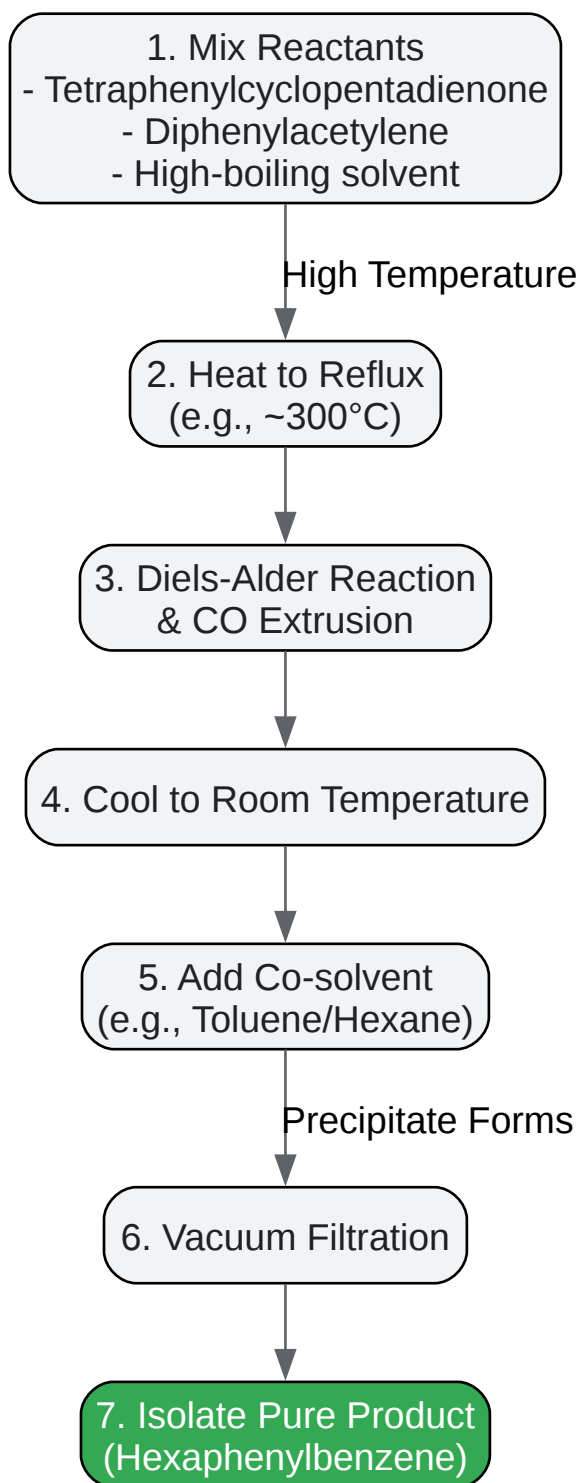 1. Mix Reactants
- Tetraphenylcyclopentadienone
- Diphenylacetylene
- High-boiling solvent
High Temperature
2. Heat to Reflux
(e.g., ~300°C)
3. Diels-Alder Reaction
& CO Extrusion
4. Cool to Room Temperature
5. Add Co-solvent
(e.g., Toluene/Hexane)
Precipitate Forms
6. Vacuum Filtration
7. Isolate Pure Product
(Hexaphenylbenzene)